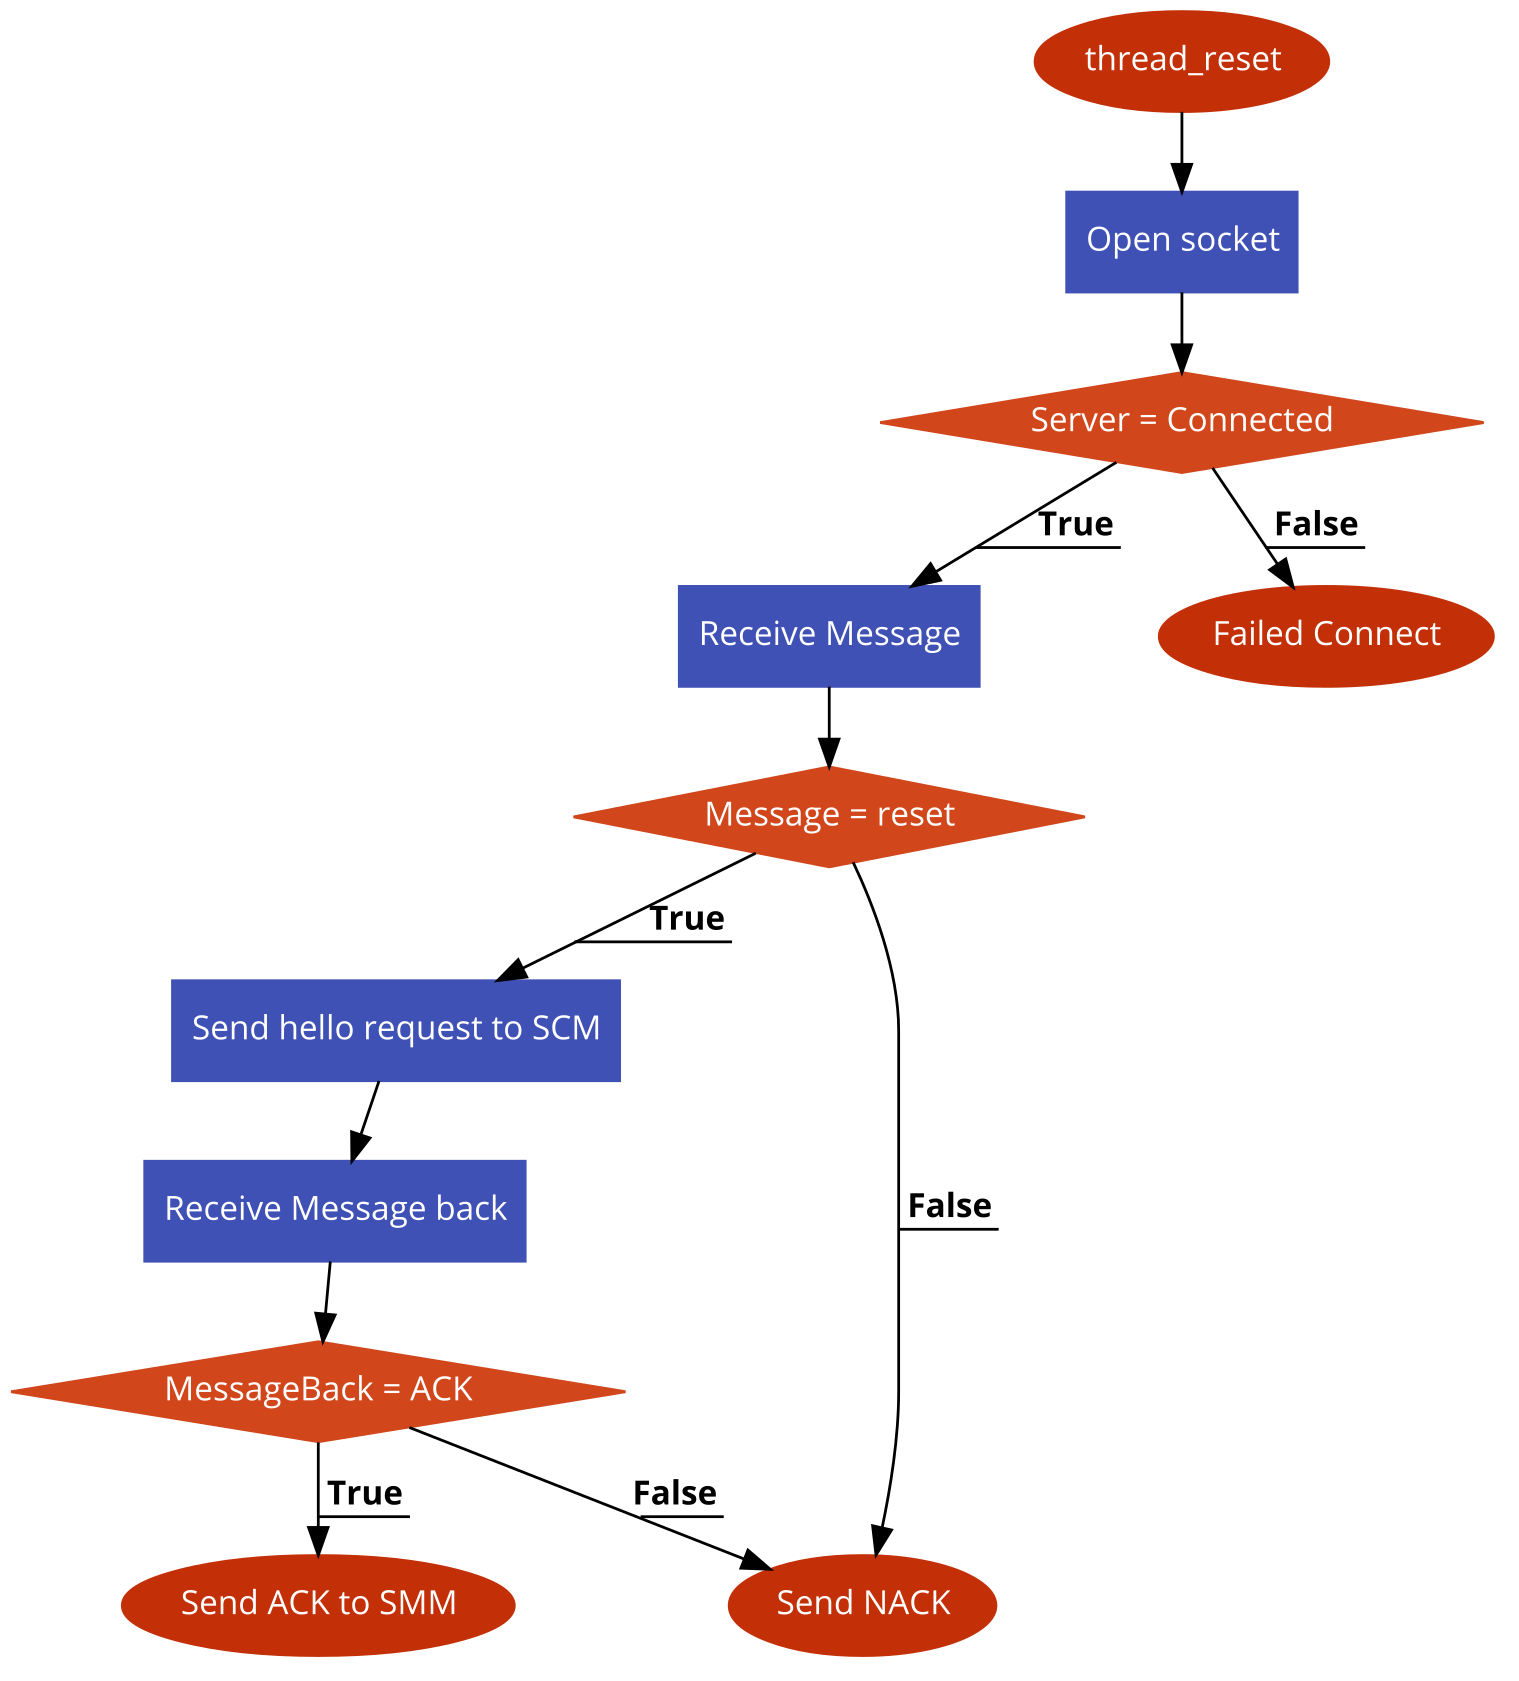 thread_reset
Open socket
Server = Connected
True
False
Receive Message
Failed Connect
Message = reset
True
Send hello request to SCM
Receive Message back
False
MessageBack = ACK
True
False
Send ACK to SMM
Send NACK